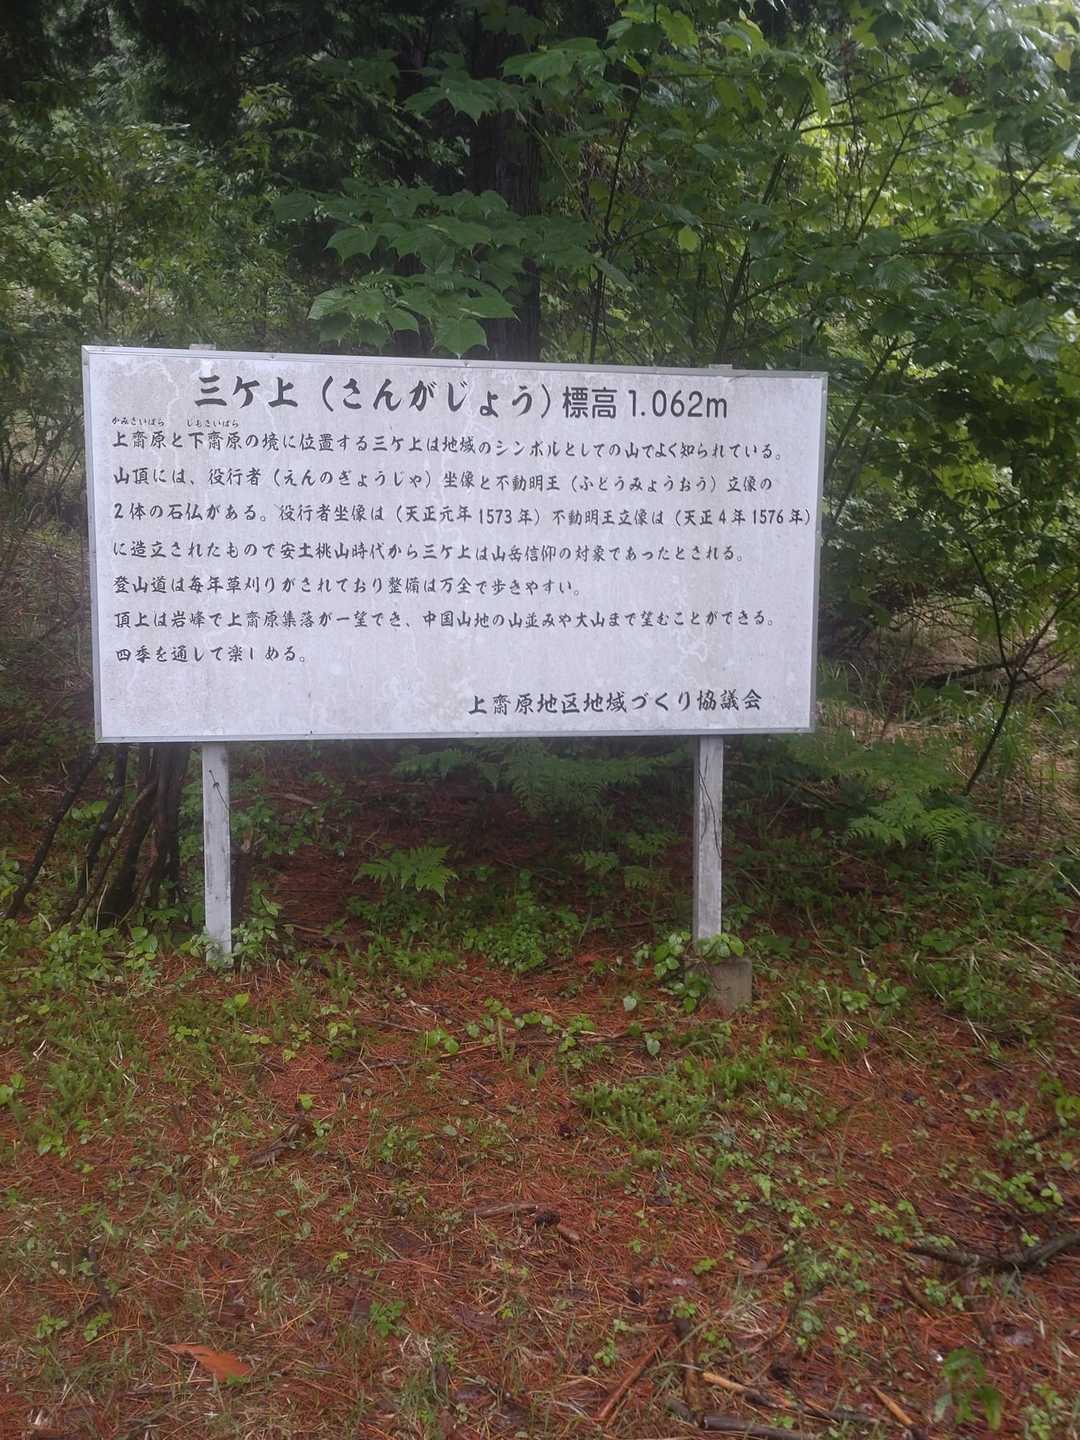 三ケ上（さんがじょう）標高1.062m
かみさいばら しもさいばら
上齋原と下齋原の境に位置する三ケ上は地域のシンボルとしての山でよく知られている。
山頂には、役行者（えんのぎょうじゃ）坐像と不動明王（ふどうみょうおう）立像の
2体の石仏がある。役行者坐像は（天正元年1573年）不動明王立像は（天正4年1576年）
に造立されたもので安土桃山時代から三ケ上は山岳信仰の対象であったとされる。
登山道は毎年草刈りがされており整備は万全で歩きやすい。
頂上は岩峰で上齋原集落が一望でき、中国山地の山並みや大山まで望むことができる。
四季を通して楽しめる。
上齋原地区地域づくり協議会